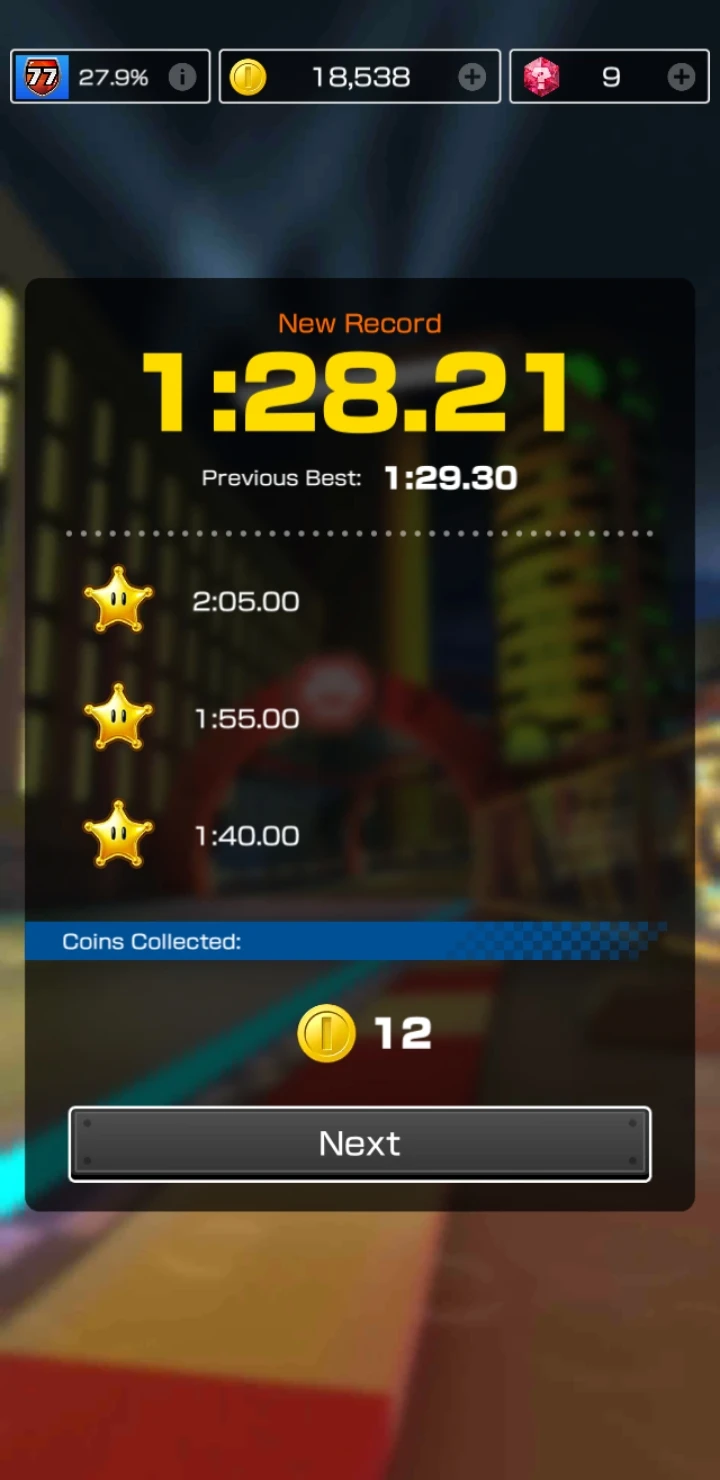 77 27.9% i 18,538 + ? 9 +
New Record
1:28.21
Previous Best: 1:29.30
2:05.00
1:55.00
1:40.00
Coins Collected:
12
Next